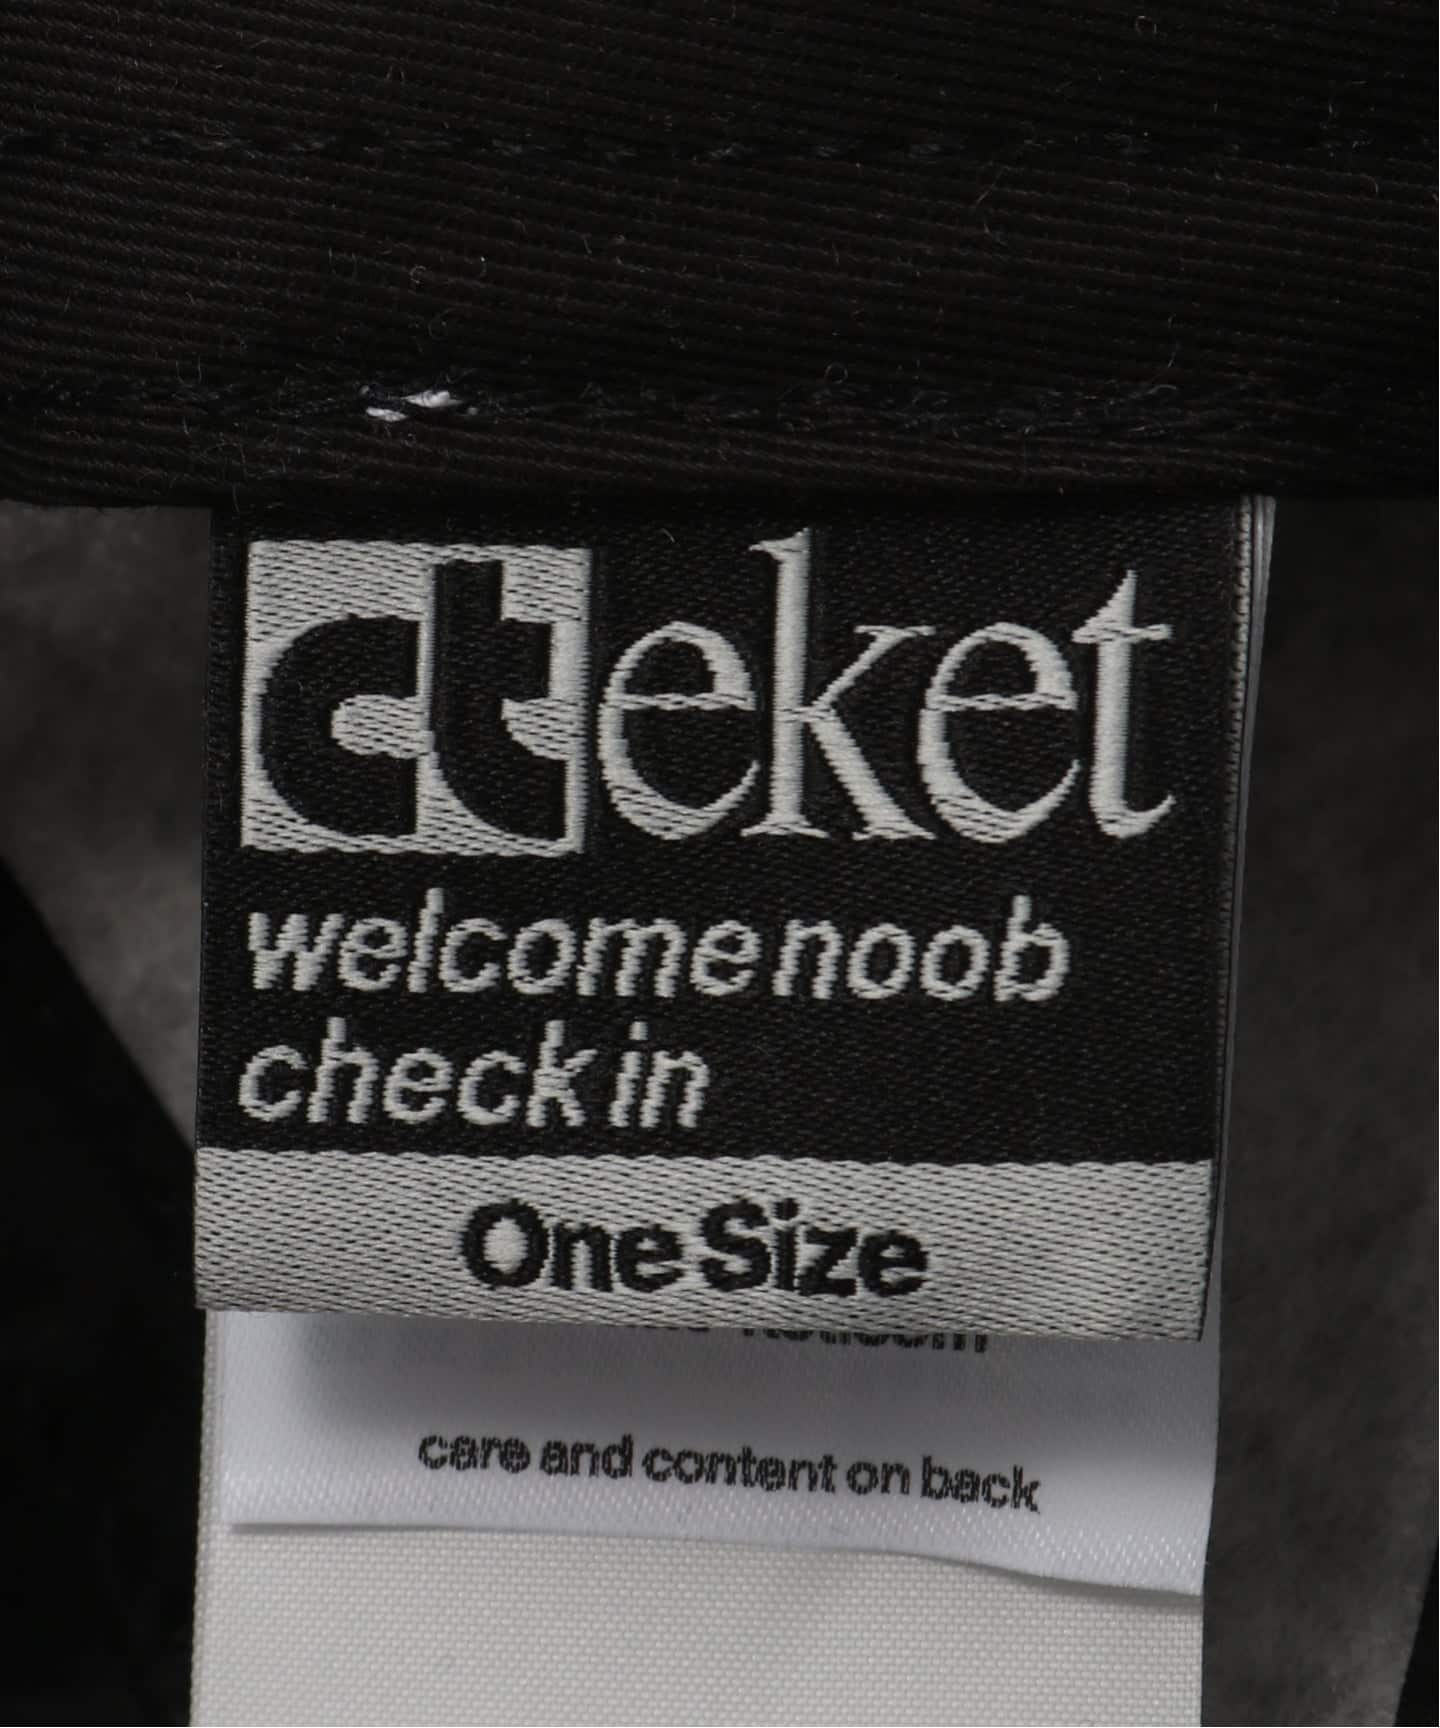 cteket
welcome noob
check in
One Size
care and content on back